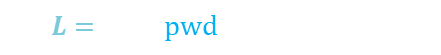 L = pwd